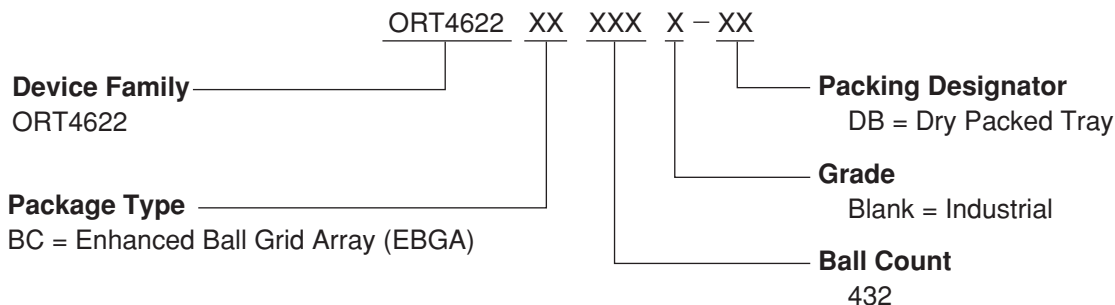 ORT4622 XX XXX X – XX
Device Family
ORT4622
Packing Designator
DB = Dry Packed Tray
Grade
Blank = Industrial
Package Type
BC = Enhanced Ball Grid Array (EBGA)
Ball Count
432